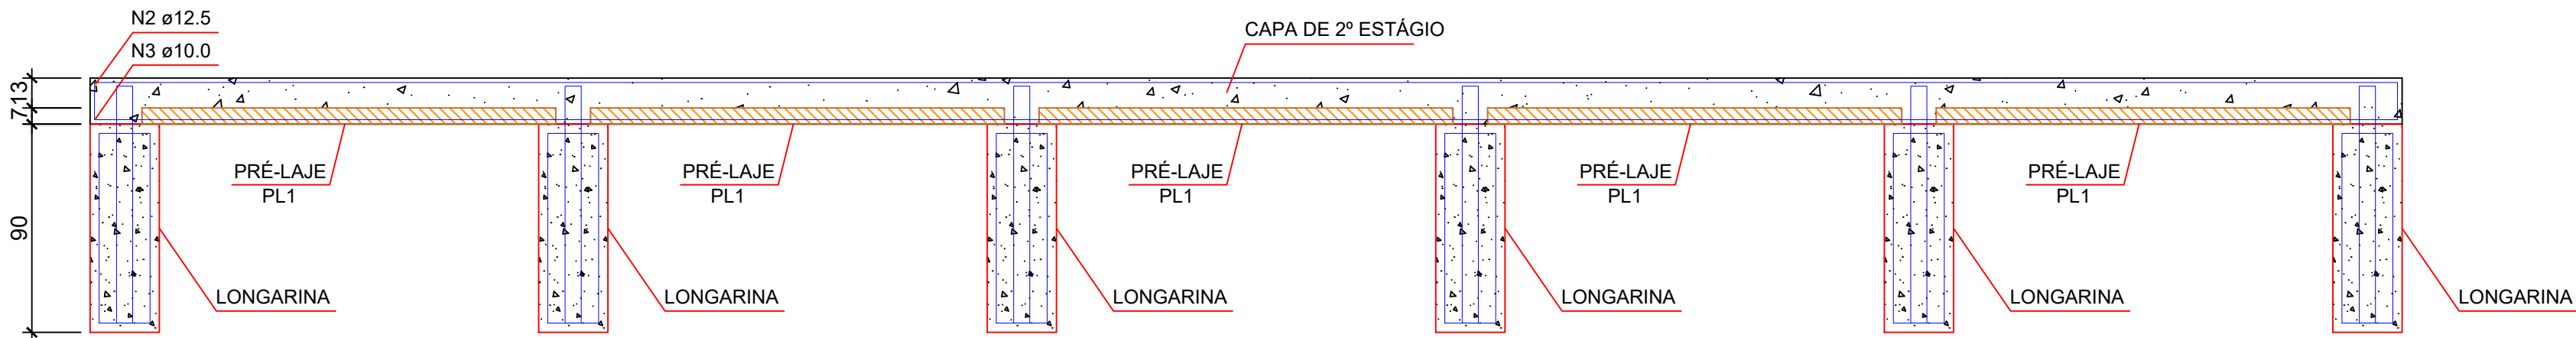 N2 ø12.5
N3 ø10.0
CAPA DE 2º ESTÁGIO
13
7
90
PRÉ-LAJE
PL1
PRÉ-LAJE
PL1
PRÉ-LAJE
PL1
PRÉ-LAJE
PL1
PRÉ-LAJE
PL1
LONGARINA
LONGARINA
LONGARINA
LONGARINA
LONGARINA
LONGARINA